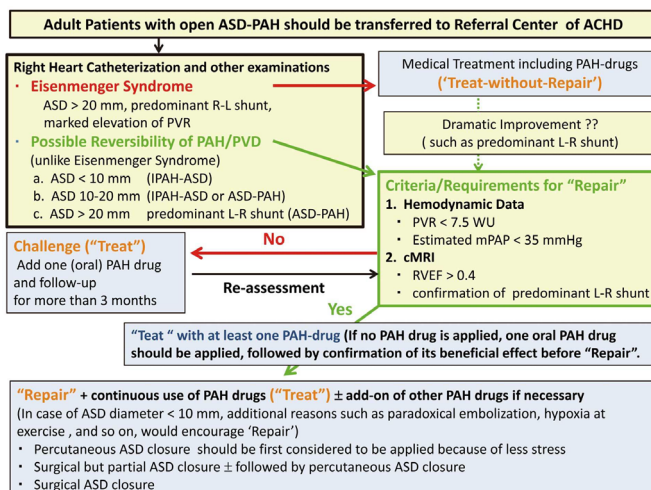 Adult Patients with open ASD-PAH should be transferred to Referral Center of ACHD
Right Heart Catheterization and other examinations
· Eisenmenger Syndrome
ASD > 20 mm, predominant R-L shunt,
marked elevation of PVR
· Possible Reversibility of PAH/PVD
(unlike Eisenmenger Syndrome)
a. ASD < 10 mm (IPAH-ASD)
b. ASD 10-20 mm (IPAH-ASD or ASD-PAH)
c. ASD > 20 mm predominant L-R shunt (ASD-PAH)
Medical Treatment including PAH-drugs
('Treat-without-Repair')
Dramatic Improvement ??
( such as predominant L-R shunt)
Criteria/Requirements for "Repair"
1. Hemodynamic Data
• PVR < 7.5 WU
• Estimated mPAP < 35 mmHg
2. cMRI
• RVEF > 0.4
• confirmation of predominant L-R shunt
No
Challenge ("Treat")
Add one (oral) PAH drug
and follow-up
for more than 3 months
Re-assessment
Yes
"Teat " with at least one PAH-drug (If no PAH drug is applied, one oral PAH drug
should be applied, followed by confirmation of its beneficial effect before "Repair".
"Repair" + continuous use of PAH drugs ("Treat") ± add-on of other PAH drugs if necessary
(In case of ASD diameter < 10 mm, additional reasons such as paradoxical embolization, hypoxia at
exercise , and so on, would encourage 'Repair')
• Percutaneous ASD closure should be first considered to be applied because of less stress
• Surgical but partial ASD closure ± followed by percutaneous ASD closure
• Surgical ASD closure